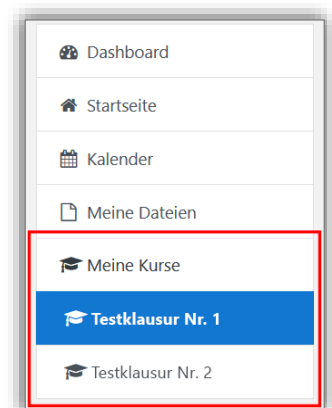 Dashboard
Startseite
Kalender
Meine Dateien
Meine Kurse
Testklausur Nr. 1
Testklausur Nr. 2